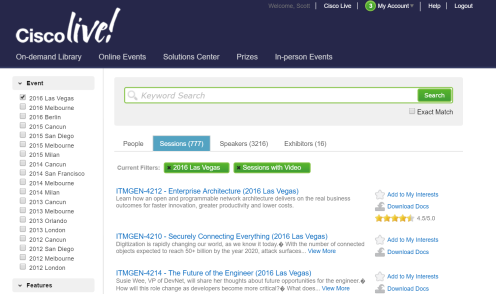 Welcome, Scott | Cisco Live | 3 My Account | Help | Logout
Cisco live!
On-demand Library Online Events Solutions Center Prizes In-person Events
Event
2016 Las Vegas
2016 Melbourne
2016 Berlin
2015 Cancun
2015 San Diego
2015 Melbourne
2015 Milan
2014 Cancun
2014 San Francisco
2014 Melbourne
2014 Milan
2013 Cancun
2013 Melbourne
2013 Orlando
2013 London
2012 Cancun
2012 San Diego
2012 Melbourne
2012 London
Features
Keyword Search
Search
Exact Match
People Sessions (777) Speakers (3216) Exhibitors (16)
Current Filters: × 2016 Las Vegas × Sessions with Video
ITMGEN-4212 - Enterprise Architecture (2016 Las Vegas)
Learn how an open and programmable network architecture delivers on the real business
outcomes for faster innovation, greater productivity and lower costs.
Add to My Interests
Download Docs
4.5/5.0
ITMGEN-4210 - Securely Connecting Everything (2016 Las Vegas)
Digitization is rapidly changing our world, as we know it today.� With the number of connected
objects expected to reach 50+ billion by the year 2020, attack surfaces... View More
Add to My Interests
Download Docs
ITMGEN-4214 - The Future of the Engineer (2016 Las Vegas)
Susie Wee, VP of DevNet, will share her thoughts about future opportunities for the engineer.�
How will this role change as developers become more critical?� What does... View More
Add to My Interests
Download Docs